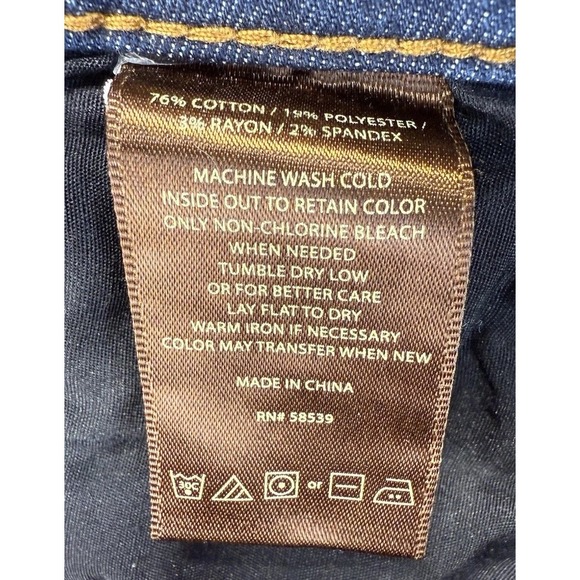 76% COTTON / 19% POLYESTER /
3% RAYON / 2% SPANDEX
MACHINE WASH COLD
INSIDE OUT TO RETAIN COLOR
ONLY NON-CHLORINE BLEACH
WHEN NEEDED
TUMBLE DRY LOW
OR FOR BETTER CARE
LAY FLAT TO DRY
WARM IRON IF NECESSARY
COLOR MAY TRANSFER WHEN NEW
MADE IN CHINA
RN# 58539
30C or